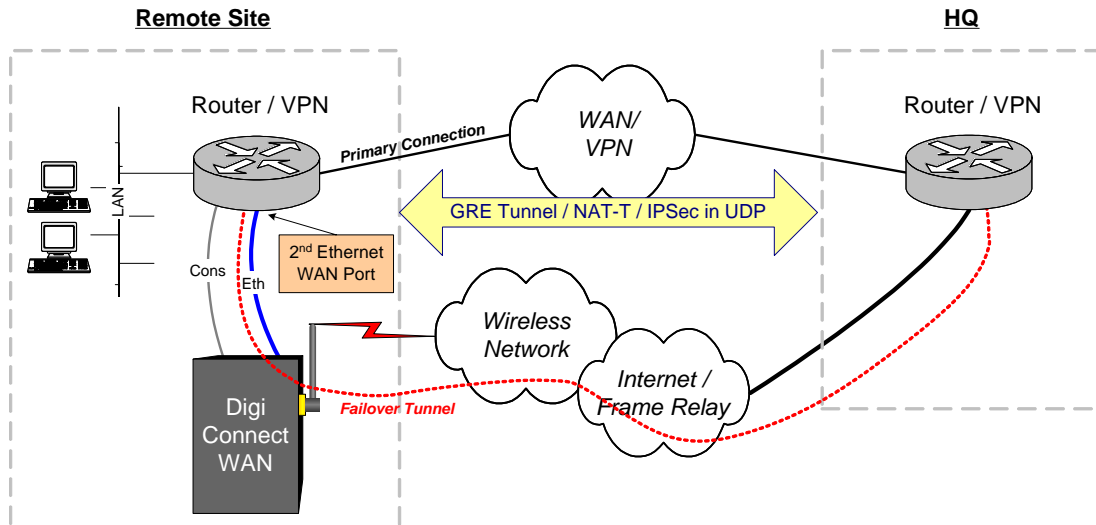 Remote Site
HQ
Router / VPN
Router / VPN
Primary Connection
WAN/
VPN
LAN
GRE Tunnel / NAT-T / IPSec in UDP
2nd Ethernet
WAN Port
Cons
Eth
Wireless
Network
Internet /
Frame Relay
Failover Tunnel
Digi
Connect
WAN